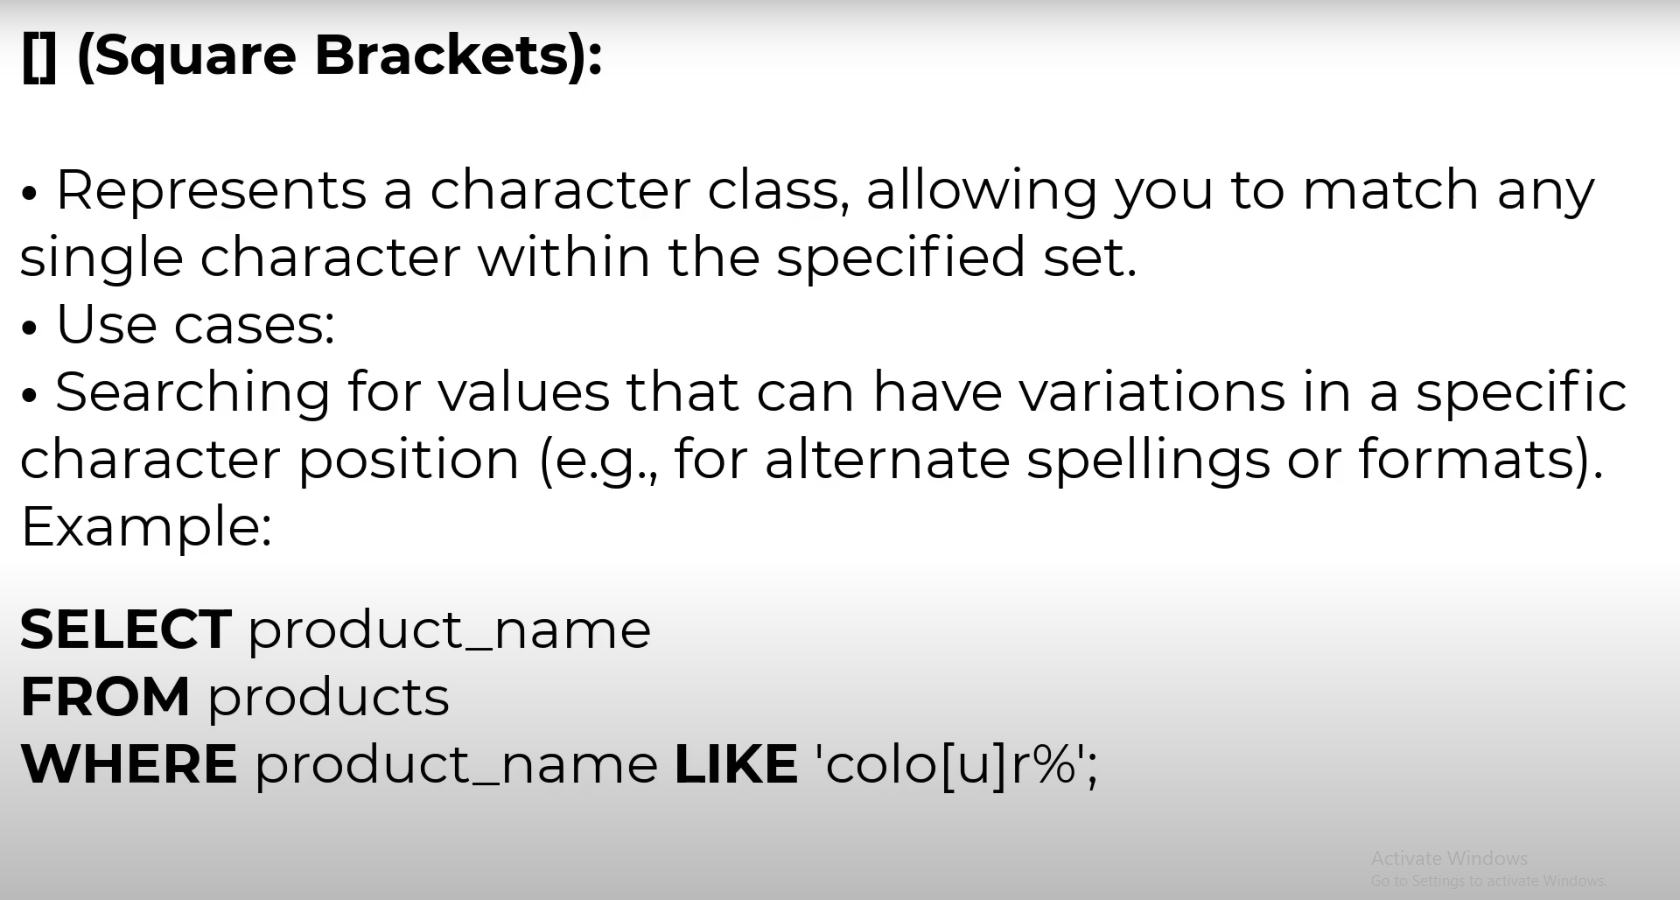 [] (Square Brackets):
• Represents a character class, allowing you to match any
single character within the specified set.
• Use cases:
• Searching for values that can have variations in a specific
character position (e.g., for alternate spellings or formats).
Example:
SELECT product_name
FROM products
WHERE product_name LIKE 'colo[u]r%';
Activate Windows
Go to Settings to activate Windows.